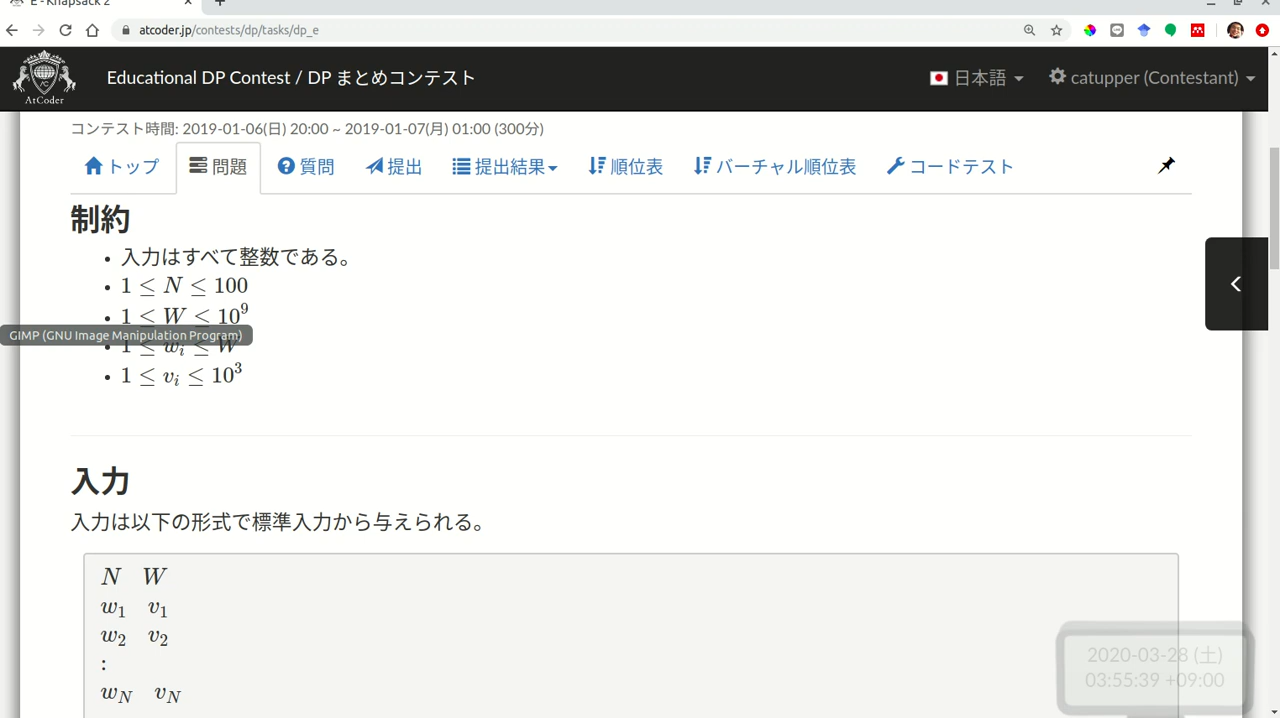 E - Knapsack 2
atcoder.jp/contests/dp/tasks/dp_e
AtCoder
Educational DP Contest / DP まとめコンテスト
日本語
catupper (Contestant)
コンテスト時間: 2019-01-06(日) 20:00 ~ 2019-01-07(月) 01:00 (300分)
トップ 問題 質問 提出 提出結果 順位表 バーチャル順位表 コードテスト
制約
入力はすべて整数である。
1 ≤ N ≤ 100
1 ≤ W ≤ 10^9
GIMP (GNU Image Manipulation Program)
1 ≤ w_i ≤ W
1 ≤ v_i ≤ 10^3
入力
入力は以下の形式で標準入力から与えられる。
N W
w_1 v_1
w_2 v_2
:
w_N v_N
2020-03-28 (土)
03:55:39 +09:00